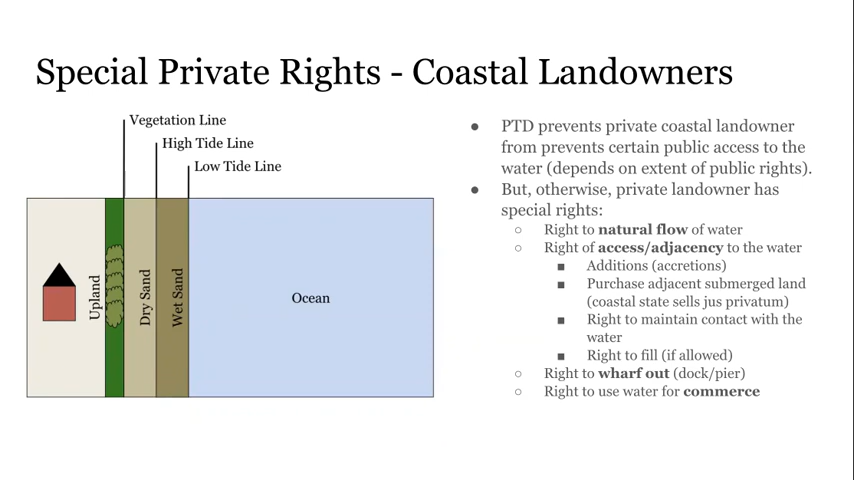 Special Private Rights - Coastal Landowners
Vegetation Line
High Tide Line
Low Tide Line
Upland
Dry Sand
Wet Sand
Ocean
● PTD prevents private coastal landowner
from prevents certain public access to the
water (depends on extent of public rights).
● But, otherwise, private landowner has
special rights:
○ Right to natural flow of water
○ Right of access/adjacency to the water
■ Additions (accretions)
■ Purchase adjacent submerged land
(coastal state sells jus privatum)
■ Right to maintain contact with the
water
■ Right to fill (if allowed)
○ Right to wharf out (dock/pier)
○ Right to use water for commerce